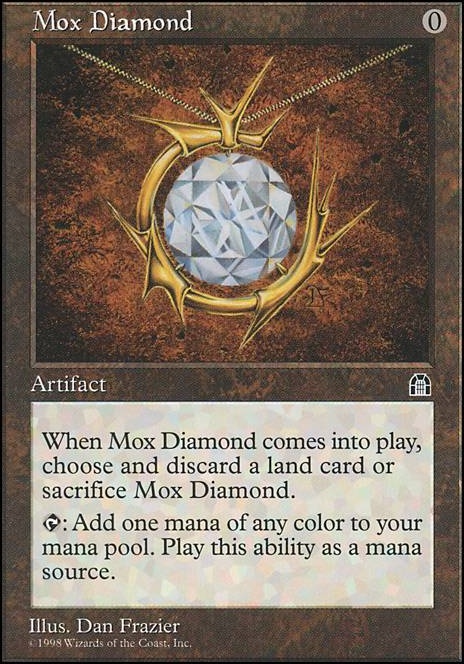 Mox Diamond 0
Artifact
When Mox Diamond comes into play,
choose and discard a land card or
sacrifice Mox Diamond.
: Add one mana of any color to your
mana pool. Play this ability as a mana
source.
Illus. Dan Frazier
©1998 Wizards of the Coast, Inc.